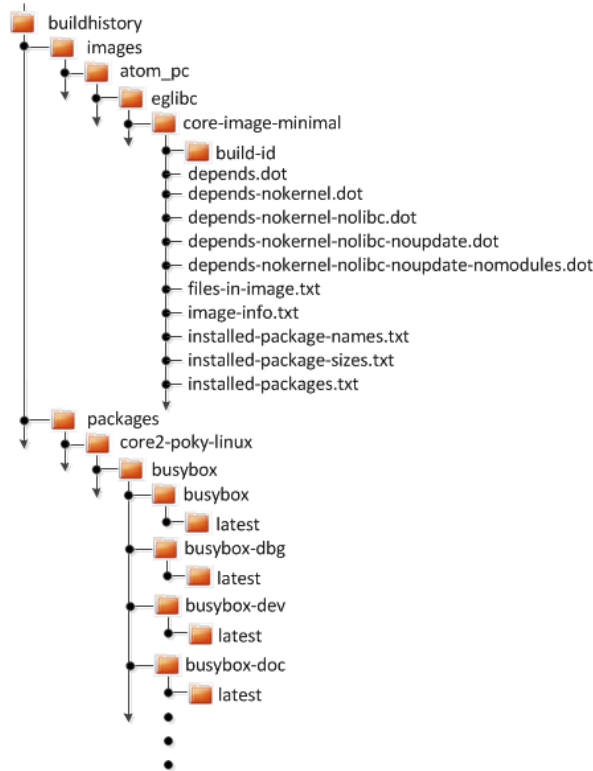 buildhistory
images
atom_pc
eglibc
core-image-minimal
build-id
depends.dot
depends-nokernel.dot
depends-nokernel-nolibc.dot
depends-nokernel-nolibc-noupdate.dot
depends-nokernel-nolibc-noupdate-nomodules.dot
files-in-image.txt
image-info.txt
installed-package-names.txt
installed-package-sizes.txt
installed-packages.txt
packages
core2-poky-linux
busybox
busybox
latest
busybox-dbg
latest
busybox-dev
latest
busybox-doc
latest